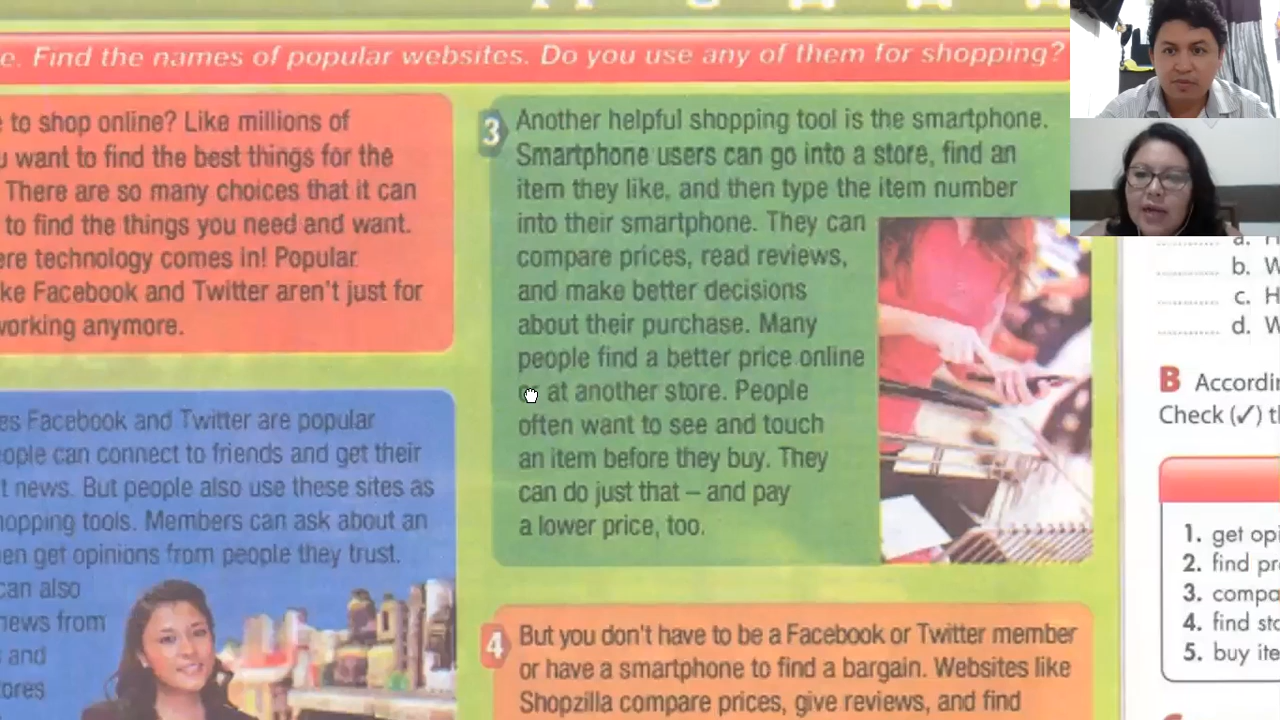 e. Find the names of popular websites. Do you use any of them for shopping?
to shop online? Like millions of
u want to find the best things for the
There are so many choices that it can
to find the things you need and want.
ere technology comes in! Popular
ke Facebook and Twitter aren't just for
working anymore.
es Facebook and Twitter are popular
eople can connect to friends and get their
t news. But people also use these sites as
hopping tools. Members can ask about an
hen get opinions from people they trust.
can also
news from
s and
tores
3 Another helpful shopping tool is the smartphone.
Smartphone users can go into a store, find an
item they like, and then type the item number
into their smartphone. They can
compare prices, read reviews,
and make better decisions
about their purchase. Many
people find a better price online
or at another store. People
often want to see and touch
an item before they buy. They
can do just that – and pay
a lower price, too.
4 But you don't have to be a Facebook or Twitter member
or have a smartphone to find a bargain. Websites like
Shopzilla compare prices, give reviews, and find
a. H
b. W
c. H
d. W
B Accordin
Check (✓) th
1. get opi
2. find pr
3. compa
4. find sto
5. buy ite